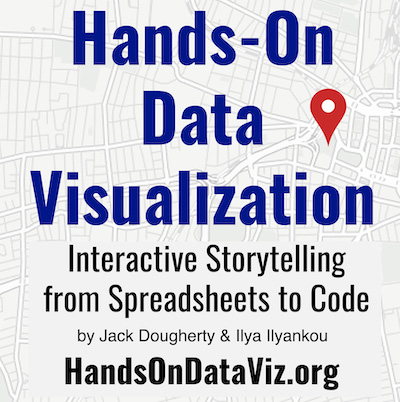 Hands-On
Data
Visualization
Interactive Storytelling
from Spreadsheets to Code
by Jack Dougherty & Ilya Ilyankou
HandsOnDataViz.org